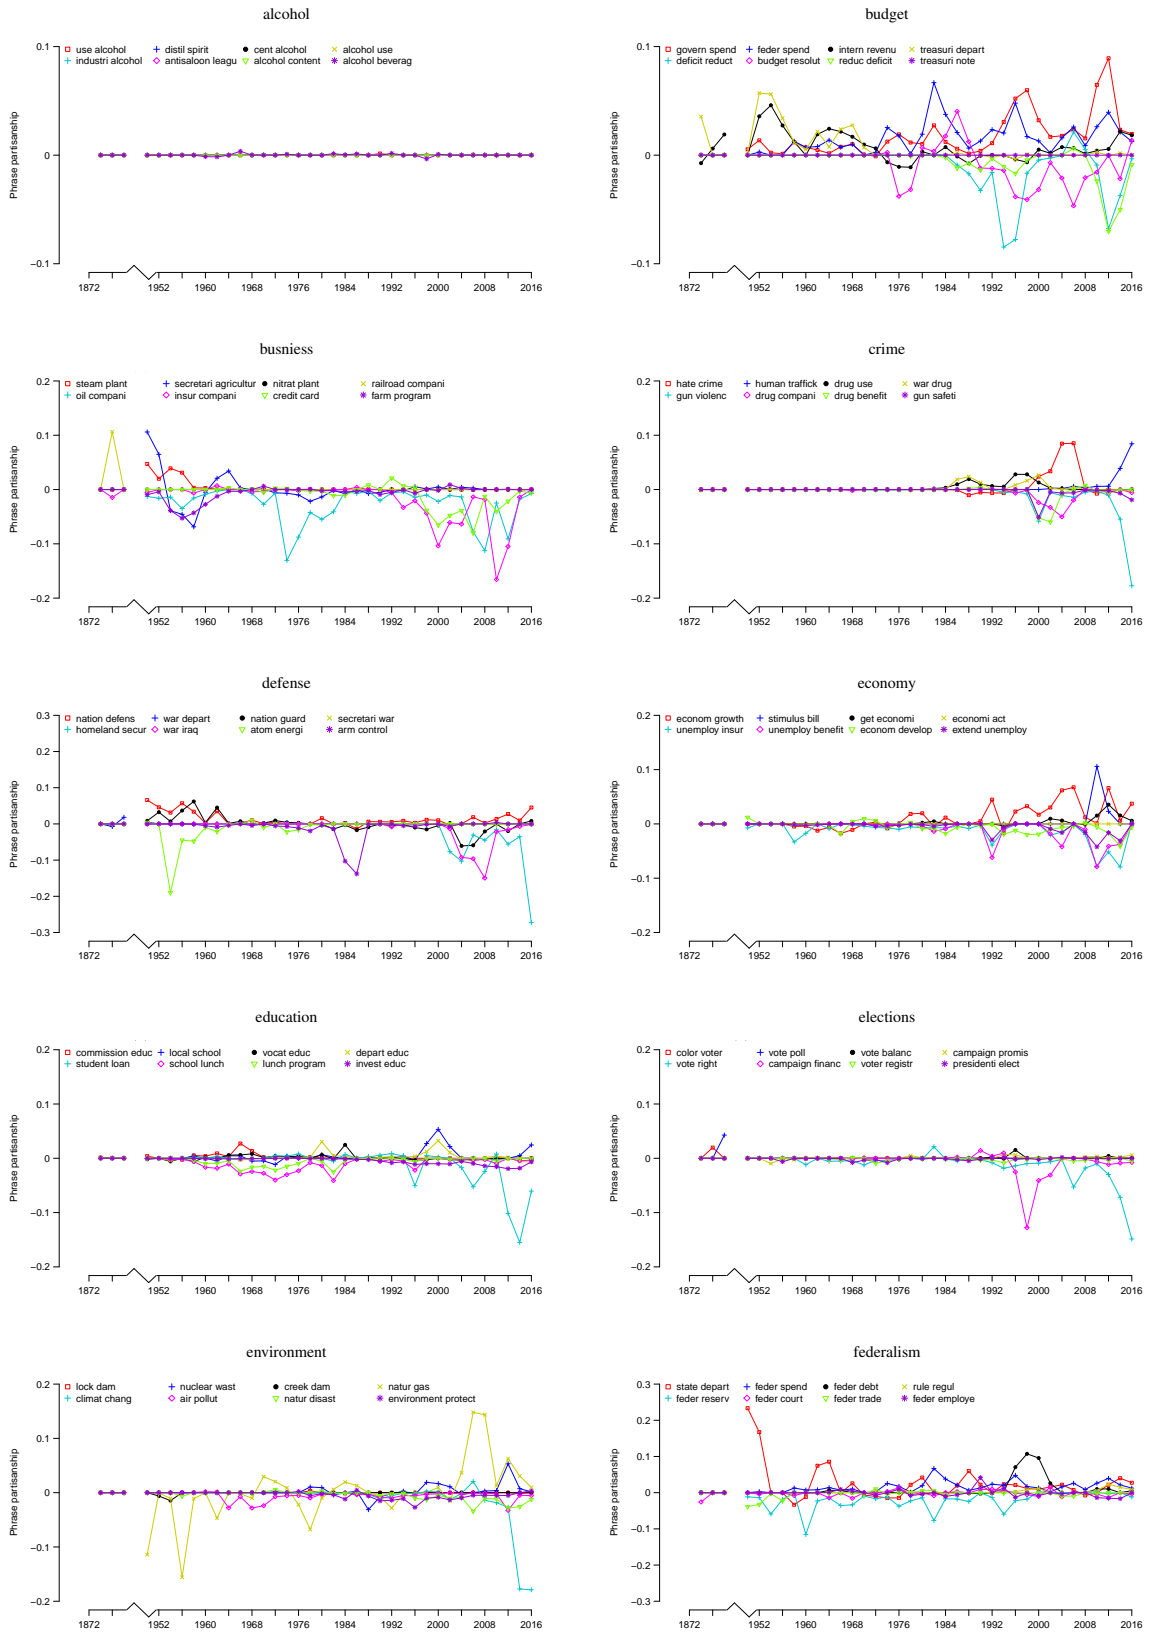 alcohol
budget
□ use alcohol + distil spirit ● cent alcohol × alcohol use
+ industri alcohol ◇ antisaloon leagu ▽ alcohol content ✱ alcohol beverag
Phrase partisanship
0.1
0
−0.1
1872 1952 1960 1968 1976 1984 1992 2000 2008 2016
govern spend feder spend intern revenu treasuri depart
deficit reduct budget resolut reduc deficit treasuri note
Phrase partisanship
0.1
0
−0.1
1872 1952 1960 1968 1976 1984 1992 2000 2008 2016
busniess
crime
steam plant secretari agricultur nitrat plant railroad compani
oil compani insur compani credit card farm program
Phrase partisanship
0.2
0.1
0
−0.1
−0.2
1872 1952 1960 1968 1976 1984 1992 2000 2008 2016
hate crime human traffick drug use war drug
gun violenc drug compani drug benefit gun safeti
Phrase partisanship
0.2
0.1
0
−0.1
−0.2
1872 1952 1960 1968 1976 1984 1992 2000 2008 2016
defense
economy
nation defens war depart nation guard secretari war
homeland secur war iraq atom energi arm control
Phrase partisanship
0.3
0.2
0.1
0
−0.1
−0.2
−0.3
1872 1952 1960 1968 1976 1984 1992 2000 2008 2016
econom growth stimulus bill get economi economi act
unemploy insur unemploy benefit econom develop extend unemploy
Phrase partisanship
0.2
0.1
0
−0.1
−0.2
1872 1952 1960 1968 1976 1984 1992 2000 2008 2016
education
elections
commission educ local school vocat educ depart educ
student loan school lunch lunch program invest educ
Phrase partisanship
0.2
0.1
0
−0.1
−0.2
1872 1952 1960 1968 1976 1984 1992 2000 2008 2016
color voter vote poll vote balanc campaign promis
vote right campaign financ voter registr presidenti elect
Phrase partisanship
0.2
0.1
0
−0.1
−0.2
1872 1952 1960 1968 1976 1984 1992 2000 2008 2016
environment
federalism
lock dam nuclear wast creek dam natur gas
climat chang air pollut natur disast environment protect
Phrase partisanship
0.2
0.1
0
−0.1
−0.2
1872 1952 1960 1968 1976 1984 1992 2000 2008 2016
state depart feder spend feder debt rule regul
feder reserv feder court feder trade feder employe
Phrase partisanship
0.3
0.2
0.1
0
−0.1
−0.2
−0.3
1872 1952 1960 1968 1976 1984 1992 2000 2008 2016